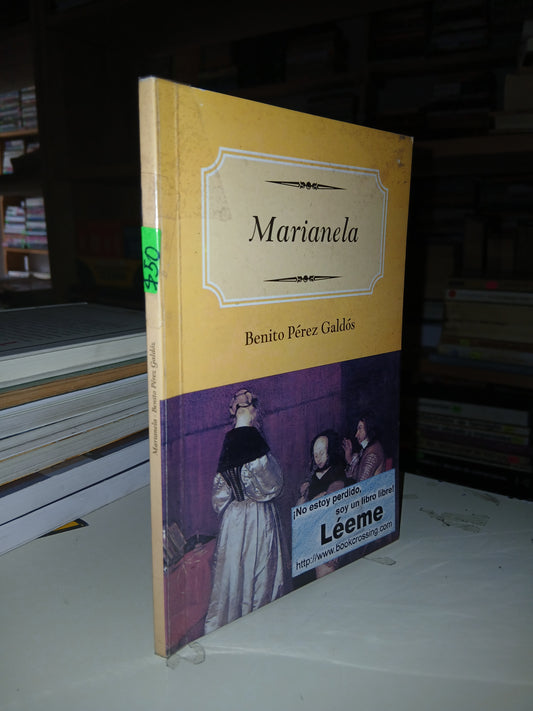 Marianela
Benito Pérez Galdós
¡No estoy perdido,
soy un libro libre!
Léeme
http://www.bookcrossing.com
$50
Marianela Benito Pérez Galdós